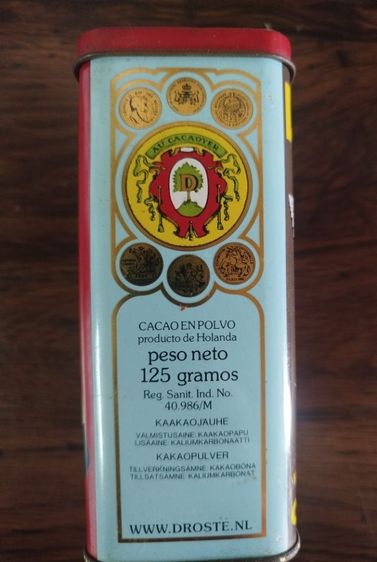 AU CACAOYER
D
CACAO EN POLVO
producto de Holanda
peso neto
125 gramos
Reg. Sanit. Ind. No.
40.986/M
KAAKAOJAUHE
VALMISTUSAINE: KAAKAOPAPU
LISÄAINE: KALIUMKARBONAATTI
KAKAOPULVER
TILLVERKNINGSÄMNE: KAKAOBÖNA
TILLSATSÄMNE: KALIUMKARBONAT
WWW.DROSTE.NL